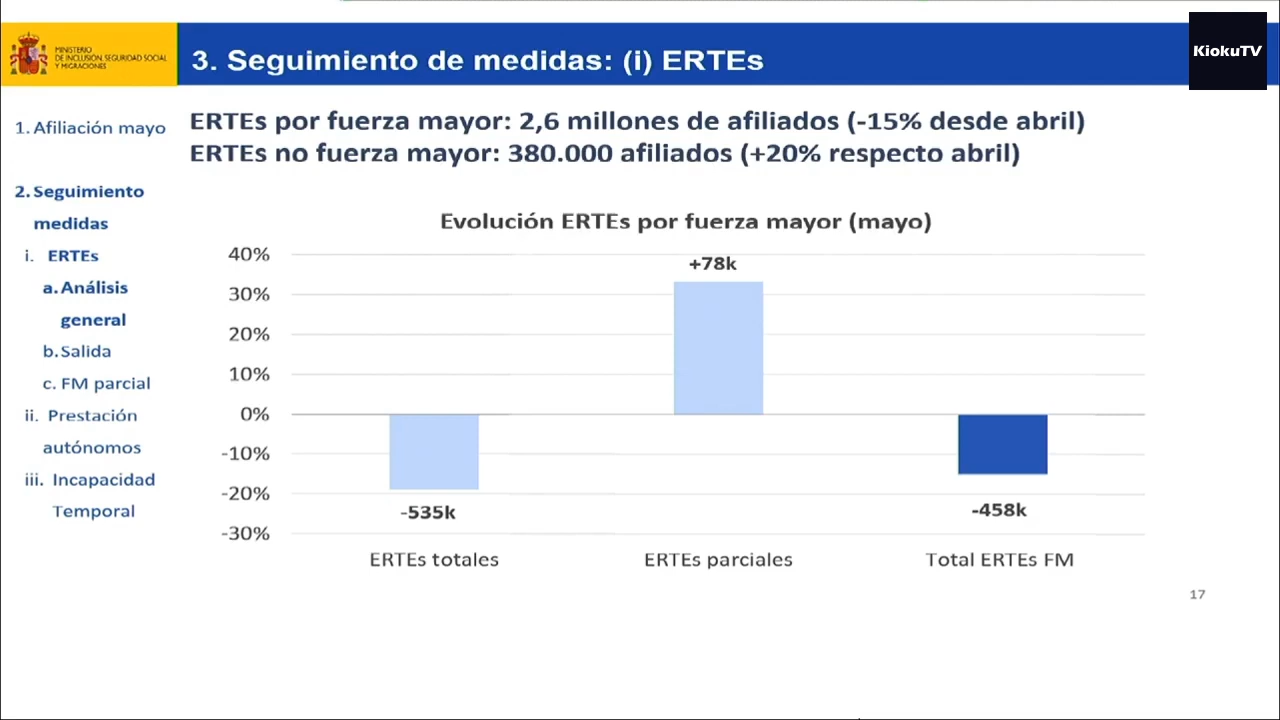 MINISTERIO
DE INCLUSIÓN, SEGURIDAD SOCIAL
Y MIGRACIONES
3. Seguimiento de medidas: (i) ERTEs
KiokuTV
1. Afiliación mayo
2. Seguimiento
medidas
i. ERTEs
a. Análisis
general
b. Salida
c. FM parcial
ii. Prestación
autónomos
iii. Incapacidad
Temporal
ERTEs por fuerza mayor: 2,6 millones de afiliados (-15% desde abril)
ERTEs no fuerza mayor: 380.000 afiliados (+20% respecto abril)
Evolución ERTEs por fuerza mayor (mayo)
40%
30%
20%
10%
0%
-10%
-20%
-30%
+78k
-535k
-458k
ERTEs totales
ERTEs parciales
Total ERTEs FM
17